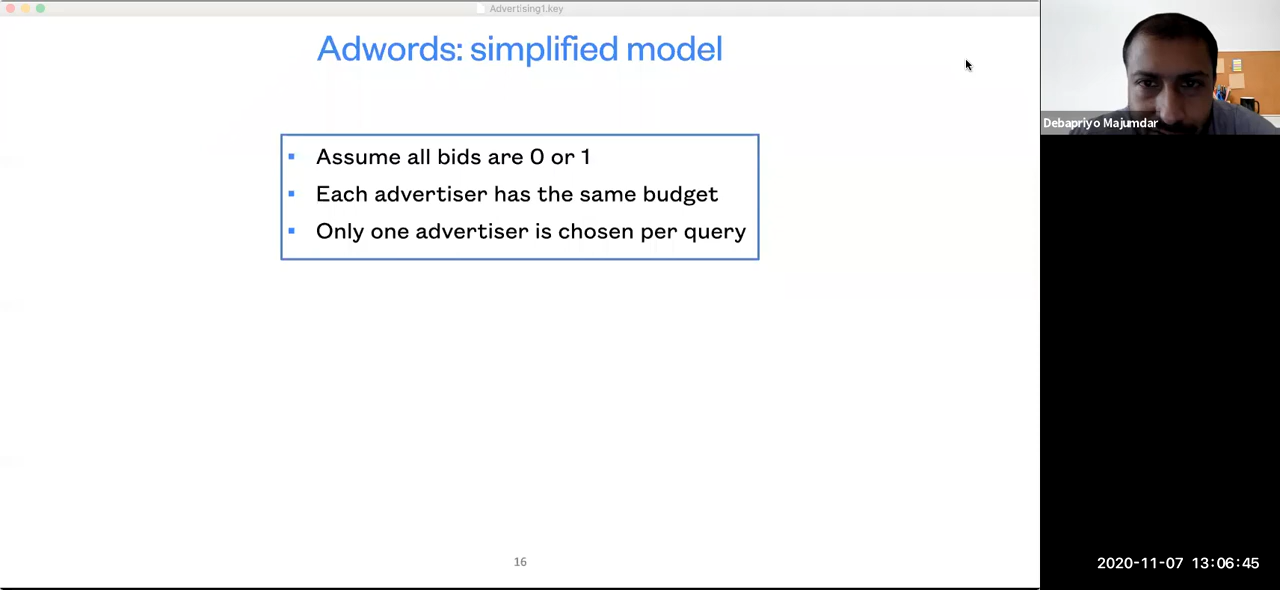 Advertising1.key
Adwords: simplified model
▪ Assume all bids are 0 or 1
▪ Each advertiser has the same budget
▪ Only one advertiser is chosen per query
16
Debapriyo Majumdar
2020-11-07 13:06:45